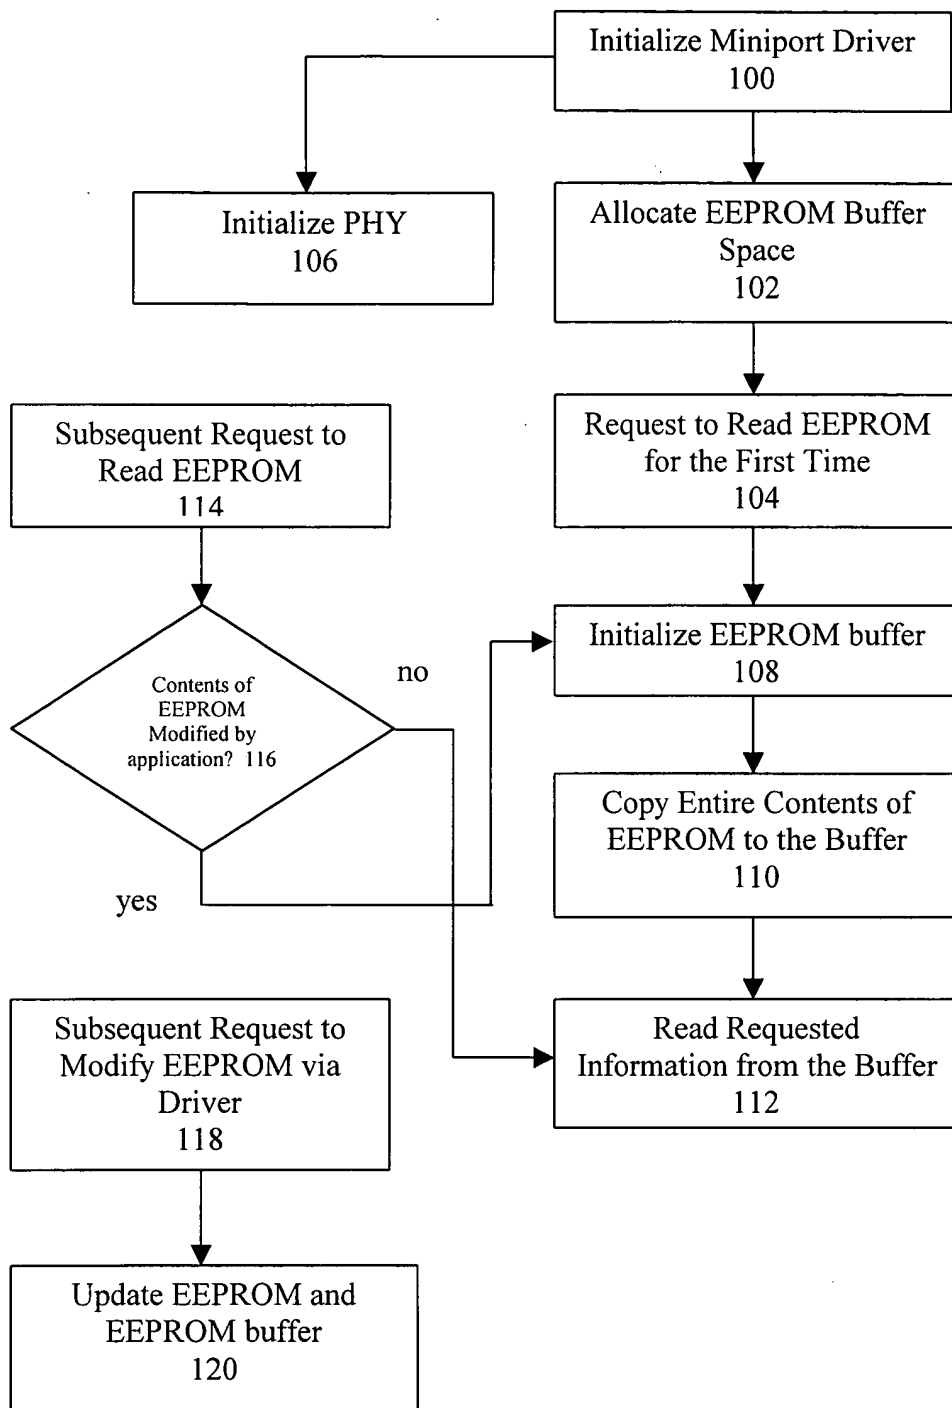 Initialize Miniport Driver
100
Initialize PHY
106
Allocate EEPROM Buffer
Space
102
Subsequent Request to
Read EEPROM
114
Request to Read EEPROM
for the First Time
104
Contents of
EEPROM
Modified by
application? 116
no
yes
Initialize EEPROM buffer
108
Copy Entire Contents of
EEPROM to the Buffer
110
Subsequent Request to
Modify EEPROM via
Driver
118
Read Requested
Information from the Buffer
112
Update EEPROM and
EEPROM buffer
120